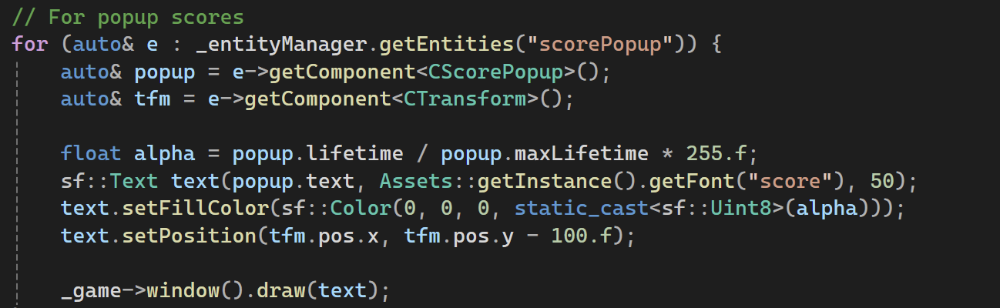 // For popup scores
for (auto& e : _entityManager.getEntities("scorePopup")) {
    auto& popup = e->getComponent<CScorePopup>();
    auto& tfm = e->getComponent<CTransform>();

    float alpha = popup.lifetime / popup.maxLifetime * 255.f;
    sf::Text text(popup.text, Assets::getInstance().getFont("score"), 50);
    text.setFillColor(sf::Color(0, 0, 0, static_cast<sf::Uint8>(alpha)));
    text.setPosition(tfm.pos.x, tfm.pos.y - 100.f);

    _game->window().draw(text);